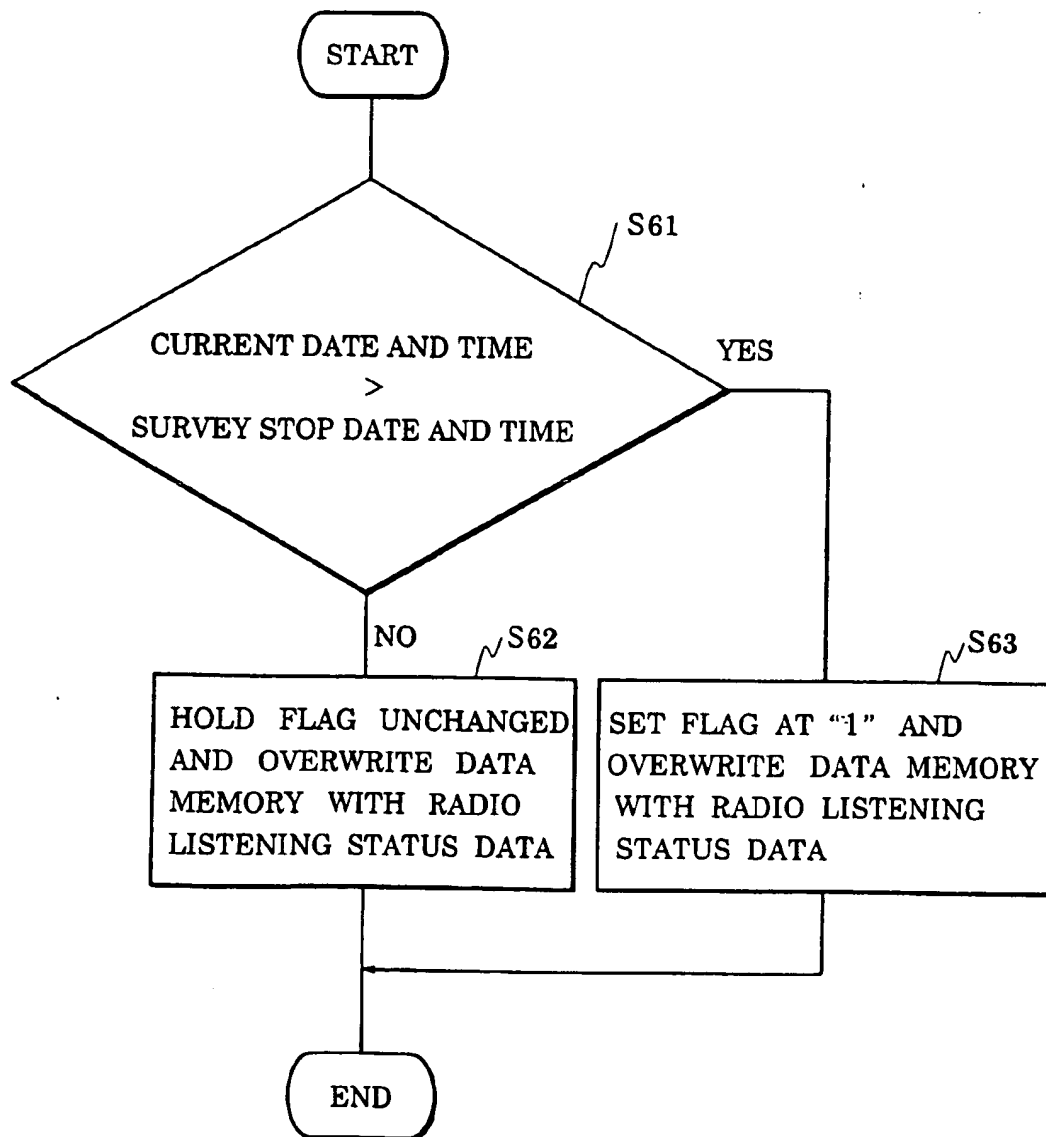 START
S61
CURRENT DATE AND TIME
>
SURVEY STOP DATE AND TIME
YES
NO
S62
HOLD FLAG UNCHANGED
AND OVERWRITE DATA
MEMORY WITH RADIO
LISTENING STATUS DATA
S63
SET FLAG AT "1" AND
OVERWRITE DATA MEMORY
WITH RADIO LISTENING
STATUS DATA
END